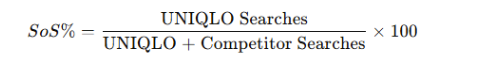 SoS% = UNIQLO Searches / UNIQLO + Competitor Searches × 100